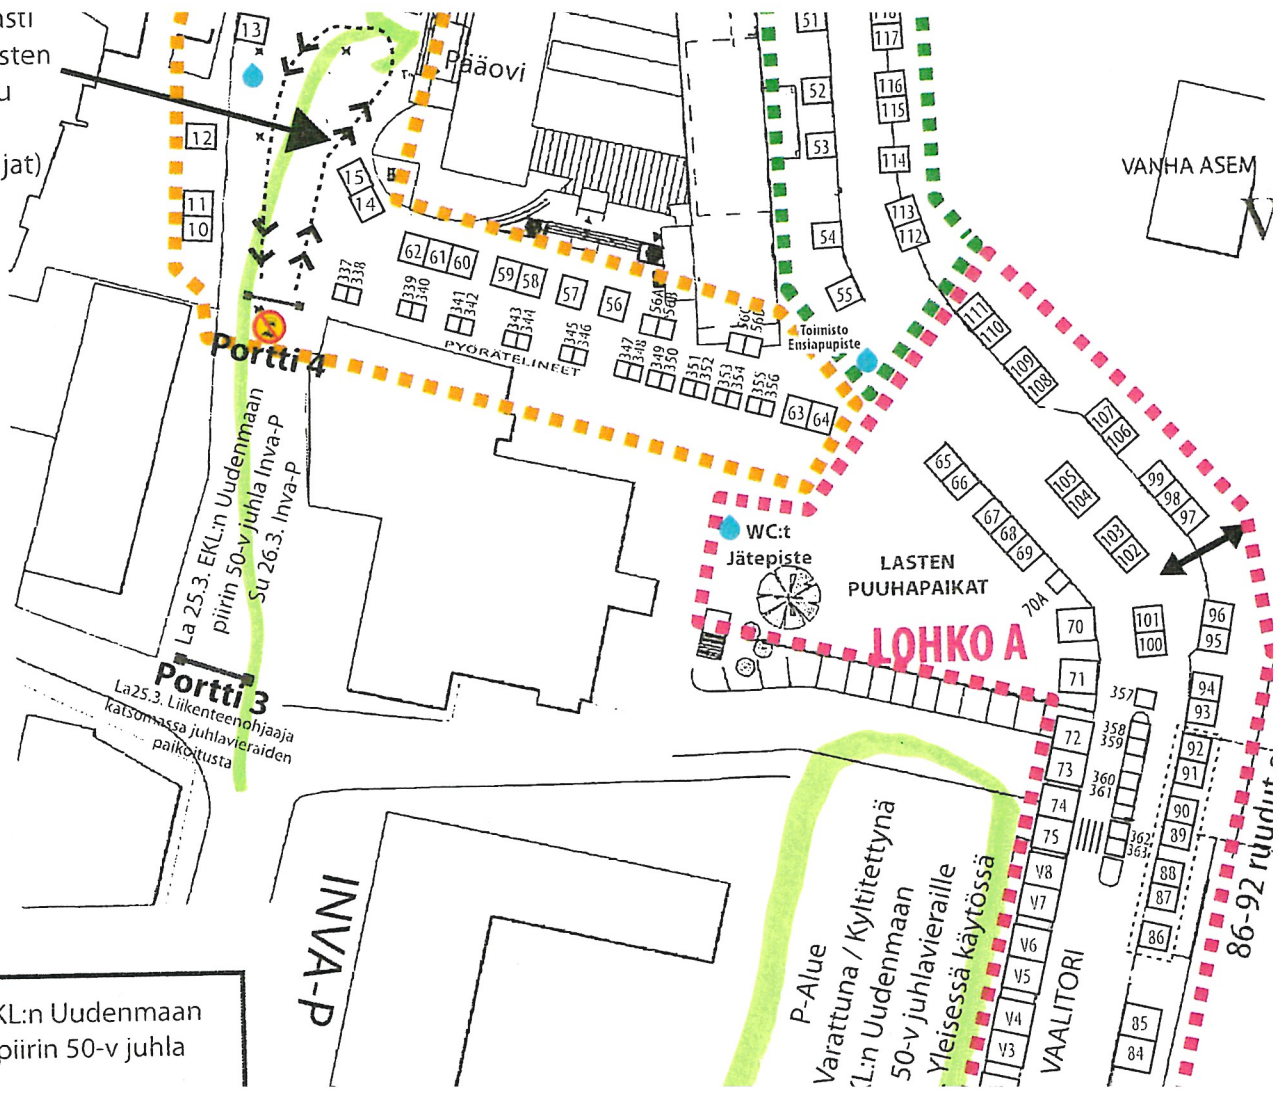 asti
sten
u
jat)
13
12
11
10
15
14
Pääovi
62 61 60
59 58
57
56
56A
56B
56C
337
338
339
340
341
342
343
344
345
346
347
348
349
350
351
352
353
354
355
356
PYÖRÄTELINEET
63 64
51
52
53
54
55
Toimisto
Ensiapupiste
117
116
115
114
113
112
111
110
109
108
107
106
105
104
103
102
99
98
97
101
100
96
95
94
93
92
91
90
89
88
87
86
85
84
VANHA ASEM
65
66
67
68
69
70A
70
71
72
73
74
75
V8
V7
V6
V5
V4
V3
357
358
359
360
361
362
363
WC:t
Jätepiste
LASTEN
PUUHAPAIKAT
LOHKO A
Portti 4
La 25.3. EKL:n Uudenmaan
piirin 50-v juhla Inva-P
Su 26.3. Inva-P
Portti 3
La25.3. Liikenteenohjaaja
katsomassa juhlavieraiden
paikoitusta
INVA-P
P-Alue
Varattuna / Kyltitettynä
KL:n Uudenmaan
50-v juhlavieraille
Yleisessä käytössä
VAALITORI
86-92 ruudut
KL:n Uudenmaan
piirin 50-v juhla